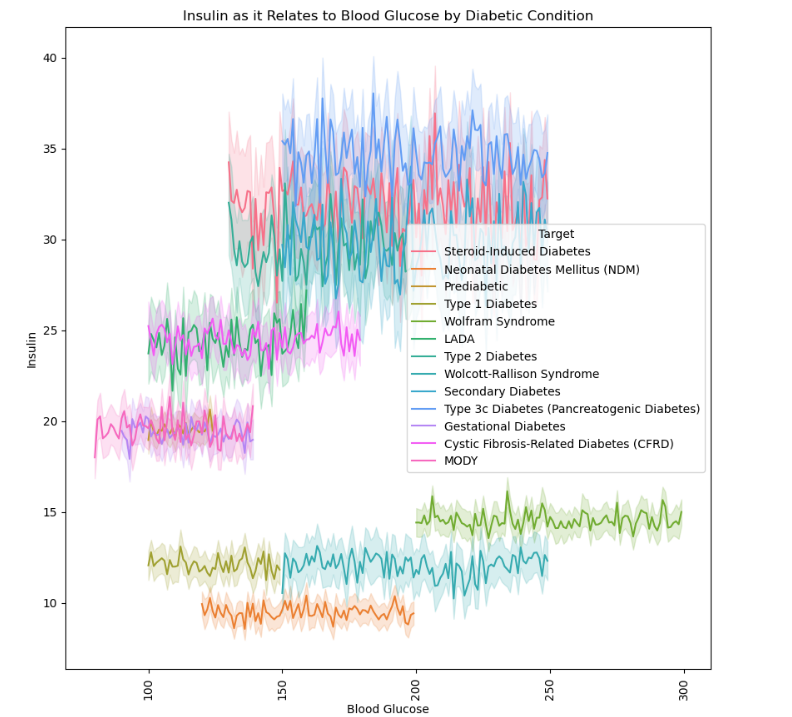 Insulin as it Relates to Blood Glucose by Diabetic Condition
40
35
30
25
20
15
10
Insulin
Target
Steroid-Induced Diabetes
Neonatal Diabetes Mellitus (NDM)
Prediabetic
Type 1 Diabetes
Wolfram Syndrome
LADA
Type 2 Diabetes
Wolcott-Rallison Syndrome
Secondary Diabetes
Type 3c Diabetes (Pancreatogenic Diabetes)
Gestational Diabetes
Cystic Fibrosis-Related Diabetes (CFRD)
MODY
100
150
200
250
300
Blood Glucose